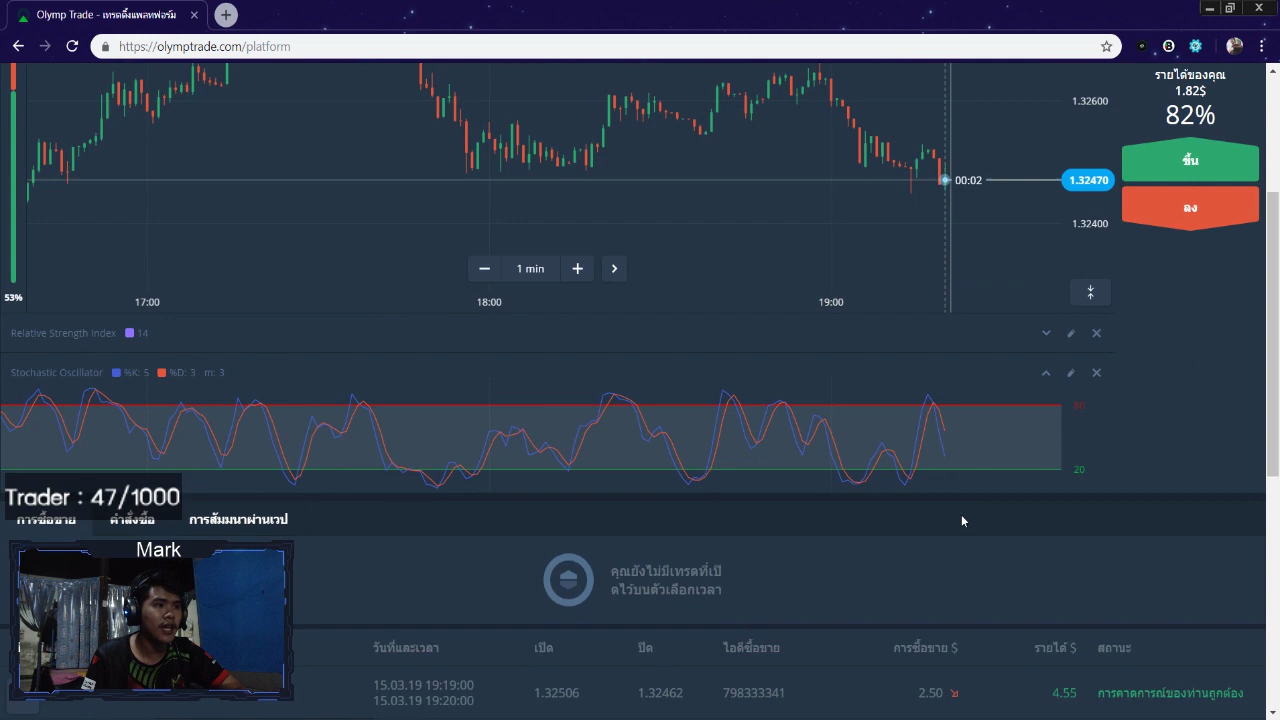 Olymp Trade - เทรดดิ้งแพลทฟอร์ม
https://olymptrade.com/platform
รายได้ของคุณ
1.82$
82%
ขึ้น
ลง
1.32600
00:02
1.32470
1.32400
53%
1 min
17:00
18:00
19:00
Relative Strength Index 14
Stochastic Oscillator %K: 5 %D: 3 m: 3
80
20
Trader : 47/1000
การซื้อขาย
คำสั่งซื้อ
การสัมมนาผ่านเวป
Mark
คุณยังไม่มีเทรดที่เปิ
ดไว้บนตัวเลือกเวลา
วันที่และเวลา เปิด ปิด ไอดีซื้อขาย การซื้อขาย $ รายได้ $ สถานะ
15.03.19 19:19:00
15.03.19 19:20:00
1.32506 1.32462 798333341 2.50 4.55 การคาดการณ์ของท่านถูกต้อง